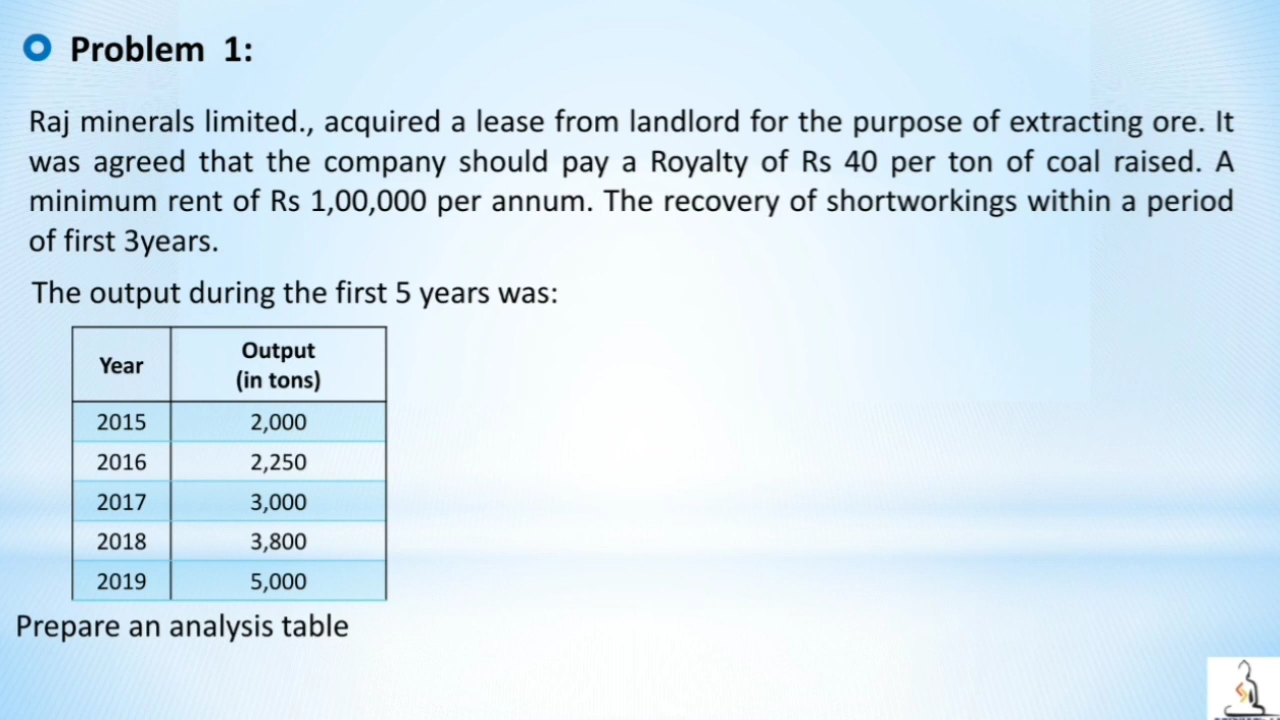 Problem 1:
Raj minerals limited., acquired a lease from landlord for the purpose of extracting ore. It
was agreed that the company should pay a Royalty of Rs 40 per ton of coal raised. A
minimum rent of Rs 1,00,000 per annum. The recovery of shortworkings within a period
of first 3years.
The output during the first 5 years was:
Year Output
(in tons)
2015 2,000
2016 2,250
2017 3,000
2018 3,800
2019 5,000
Prepare an analysis table